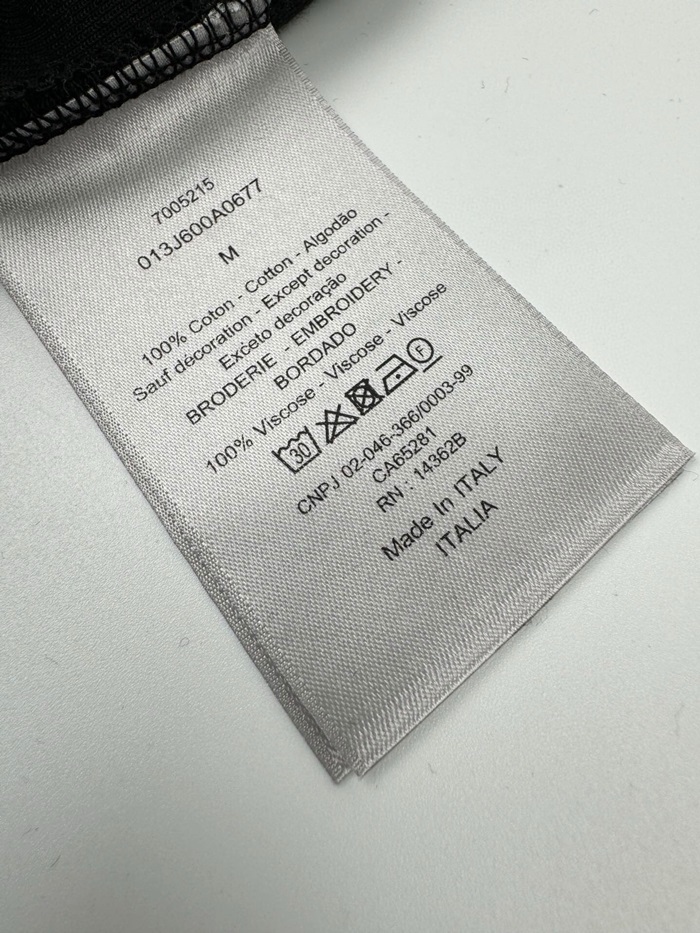 7005215
013J600A0677
M
100% Coton - Cotton - Algodão
Sauf décoration - Except decoration -
Exceto decoração
BRODERIE - EMBROIDERY -
BORDADO
100% Viscose - Viscose - Viscose
30 F
CNPJ 02-046-366/0003-99
CA65281
RN : 14362B
Made In ITALY
ITALIA